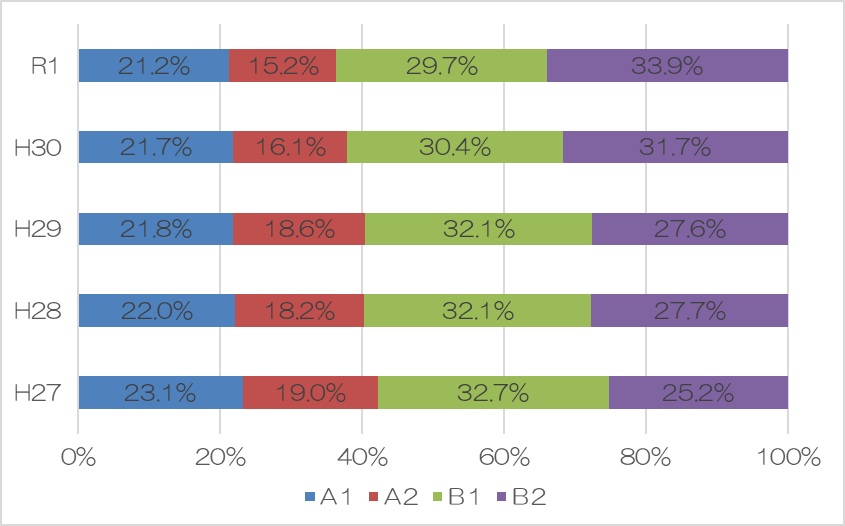 R1 21.2% 15.2% 29.7% 33.9%
H30 21.7% 16.1% 30.4% 31.7%
H29 21.8% 18.6% 32.1% 27.6%
H28 22.0% 18.2% 32.1% 27.7%
H27 23.1% 19.0% 32.7% 25.2%
0% 20% 40% 60% 80% 100%
A1 A2 B1 B2